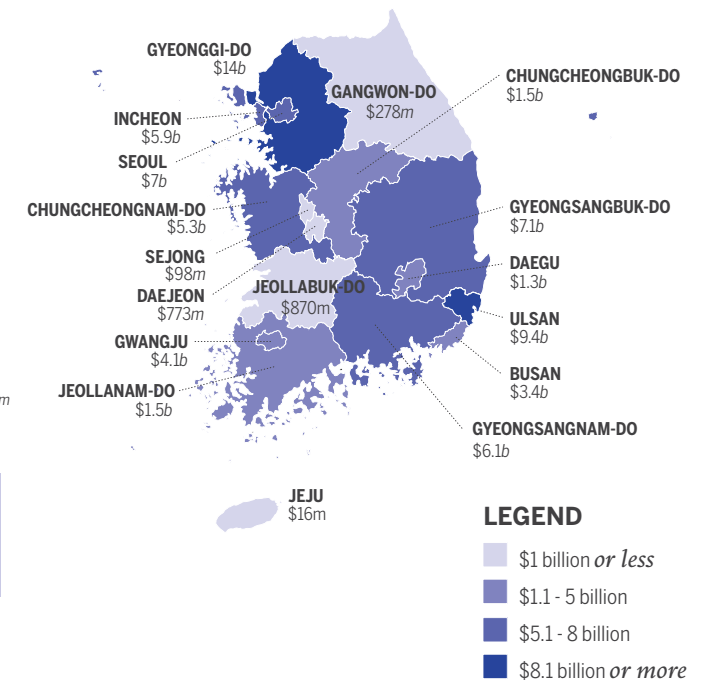 GYEONGGI-DO
$14b
GANGWON-DO
$278m
CHUNGCHEONGBUK-DO
$1.5b
INCHEON
$5.9b
SEOUL
$7b
CHUNGCHEONGNAM-DO
$5.3b
GYEONGSANGBUK-DO
$7.1b
SEJONG
$98m
DAEGU
$1.3b
DAEJEON
$773m
JEOLLABUK-DO
$870m
ULSAN
$9.4b
GWANGJU
$4.1b
BUSAN
$3.4b
JEOLLANAM-DO
$1.5b
m
GYEONGSANGNAM-DO
$6.1b
JEJU
$16m
LEGEND
$1 billion or less
$1.1 - 5 billion
$5.1 - 8 billion
$8.1 billion or more